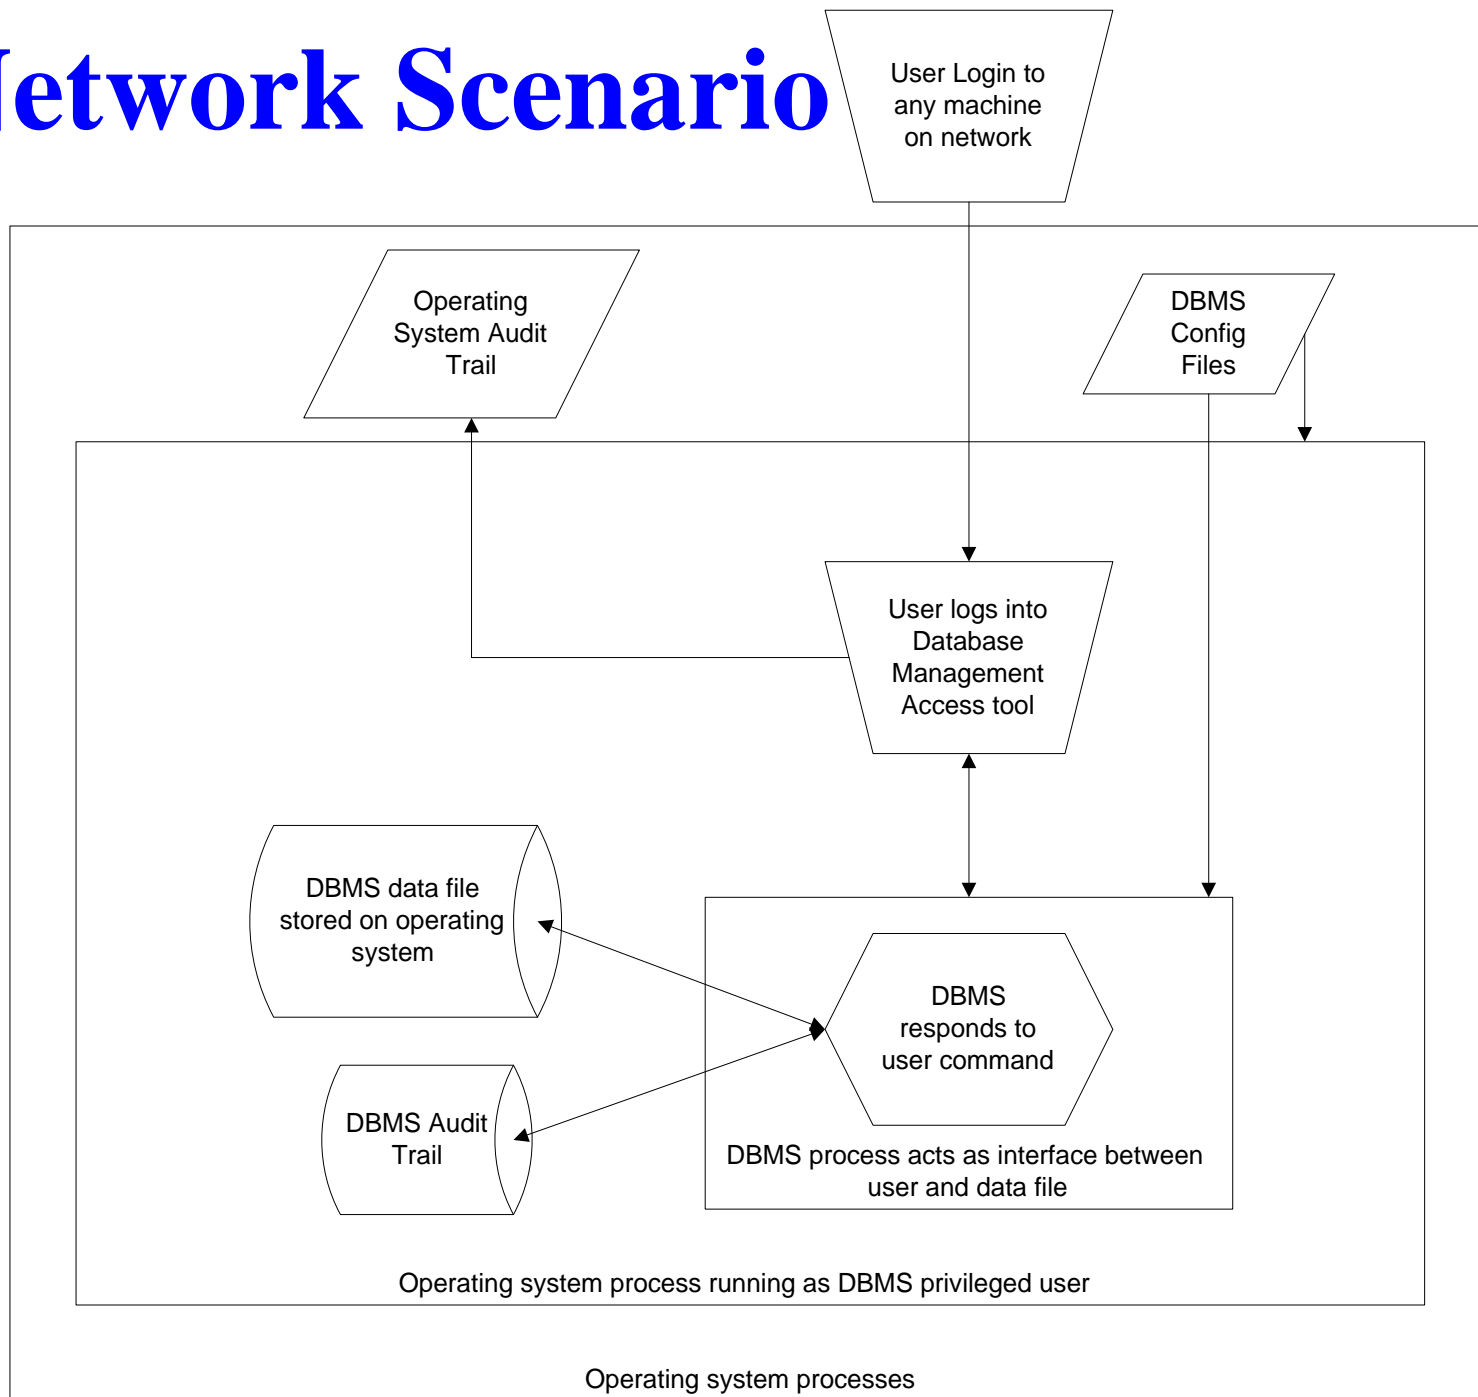 Network Scenario
User Login to
any machine
on network
Operating
System Audit
Trail
DBMS
Config
Files
User logs into
Database
Management
Access tool
DBMS data file
stored on operating
system
DBMS
responds to
user command
DBMS Audit
Trail
DBMS process acts as interface between
user and data file
Operating system process running as DBMS privileged user
Operating system processes